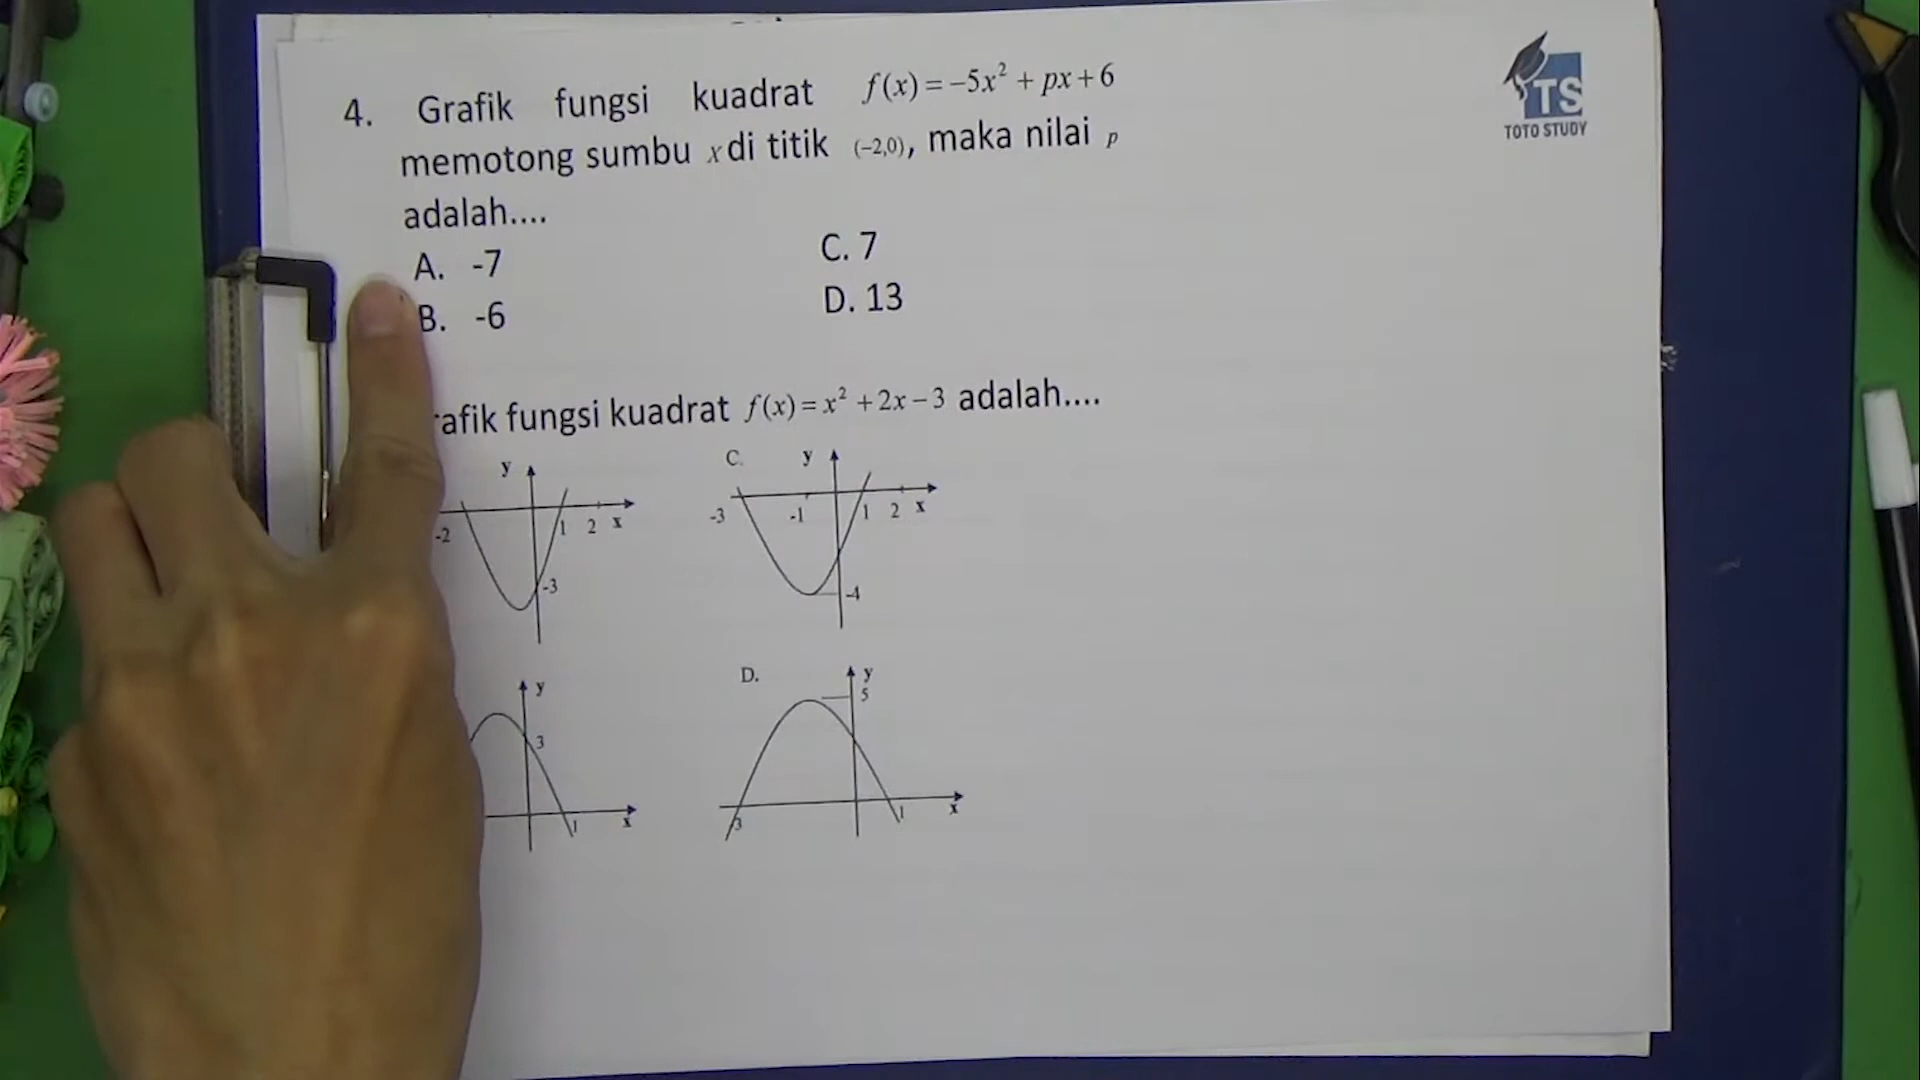 4. Grafik fungsi kuadrat f(x) = −5x² + px + 6
memotong sumbu x di titik (−2,0), maka nilai p
adalah....
A. -7
C. 7
B. -6
D. 13
fungsi kuadrat f(x) = x² + 2x − 3 adalah....
y
-2 1 2 x
-3
C. y
-3 -1 1 2 x
-4
y
3
1 x
D. y
5
3 1 x
TS
TOTO STUDY